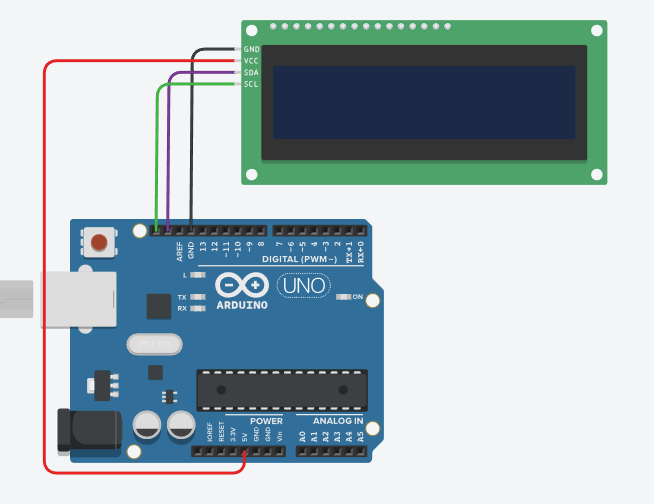 GND
VCC
SDA
SCL
AREF
GND
13
12
~11
~10
~9
8
7
~6
~5
4
~3
2
TX→1
RX←0
DIGITAL (PWM~)
L
TX
RX
ARDUINO
UNO
ON
POWER
ANALOG IN
IOREF
RESET
3.3V
5V
GND
GND
Vin
A0
A1
A2
A3
A4
A5